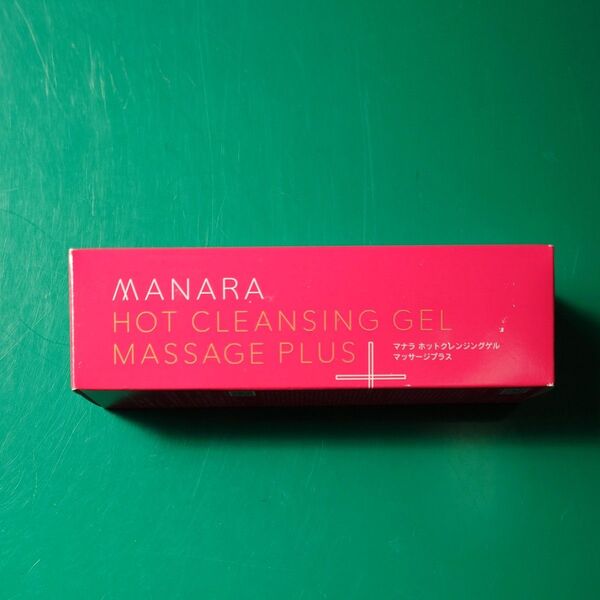 MANARA
HOT CLEANSING GEL
MASSAGE PLUS
マナラ ホットクレンジングゲル
マッサージプラス